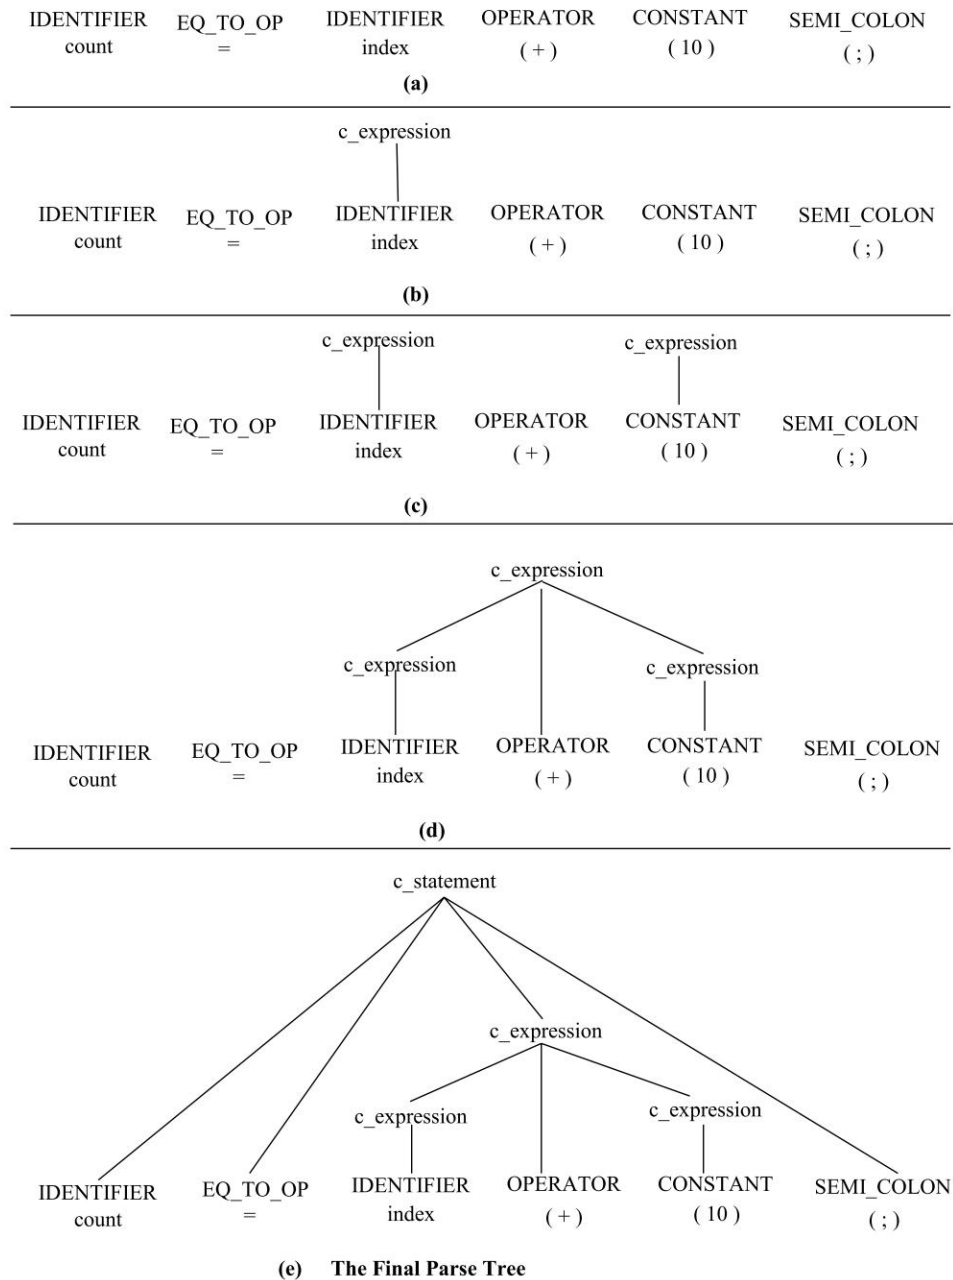 IDENTIFIER EQ_TO_OP IDENTIFIER OPERATOR CONSTANT SEMI_COLON
count = index ( + ) ( 10 ) ( ; )
(a)
c_expression
IDENTIFIER EQ_TO_OP IDENTIFIER OPERATOR CONSTANT SEMI_COLON
count = index ( + ) ( 10 ) ( ; )
(b)
c_expression c_expression
IDENTIFIER EQ_TO_OP IDENTIFIER OPERATOR CONSTANT SEMI_COLON
count = index ( + ) ( 10 ) ( ; )
(c)
c_expression
c_expression c_expression
IDENTIFIER EQ_TO_OP IDENTIFIER OPERATOR CONSTANT SEMI_COLON
count = index ( + ) ( 10 ) ( ; )
(d)
c_statement
c_expression
c_expression c_expression
IDENTIFIER EQ_TO_OP IDENTIFIER OPERATOR CONSTANT SEMI_COLON
count = index ( + ) ( 10 ) ( ; )
(e) The Final Parse Tree